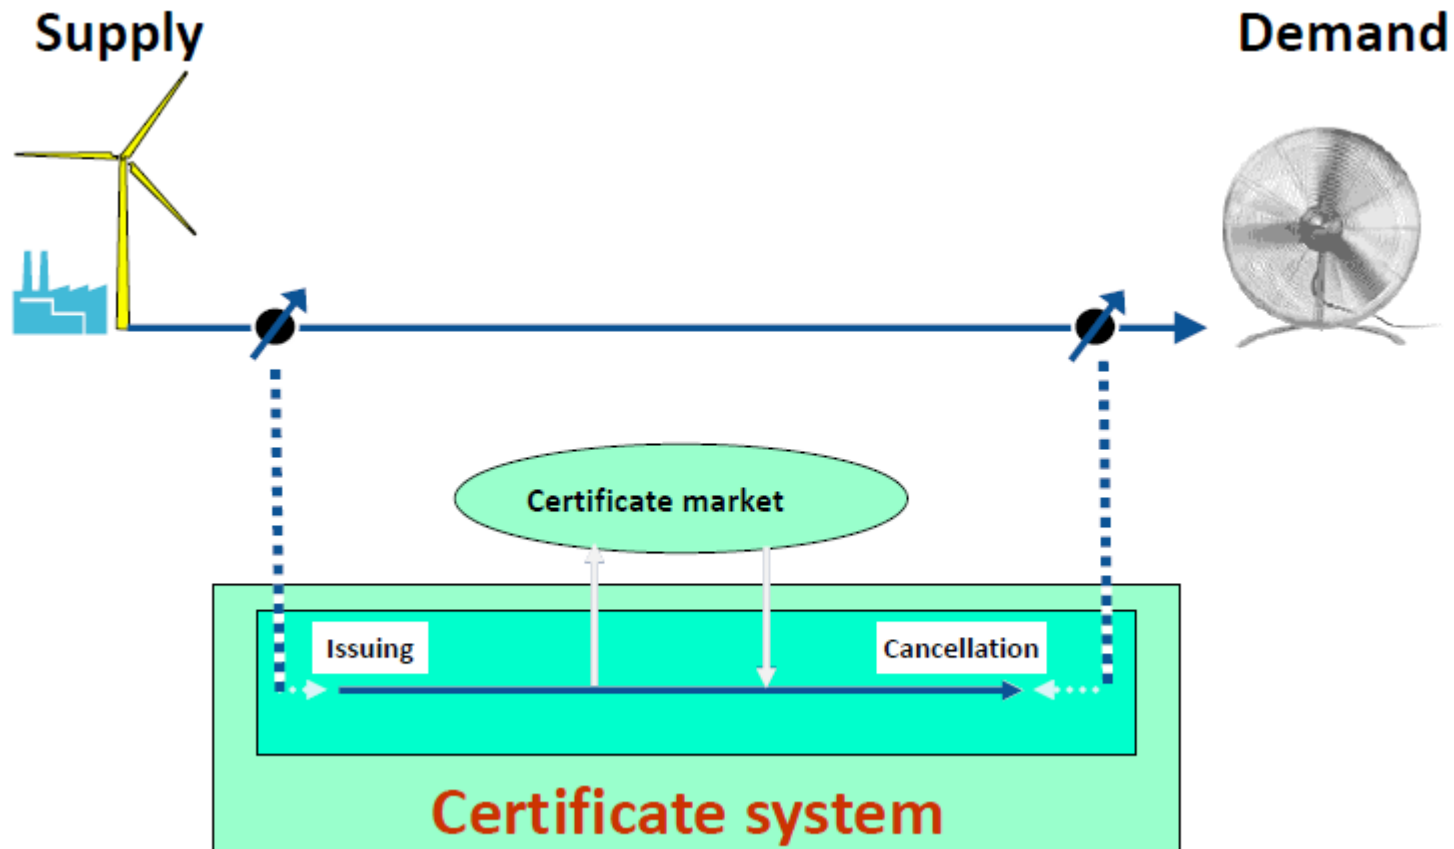 Supply
Demand
Certificate market
Issuing
Cancellation
Certificate system